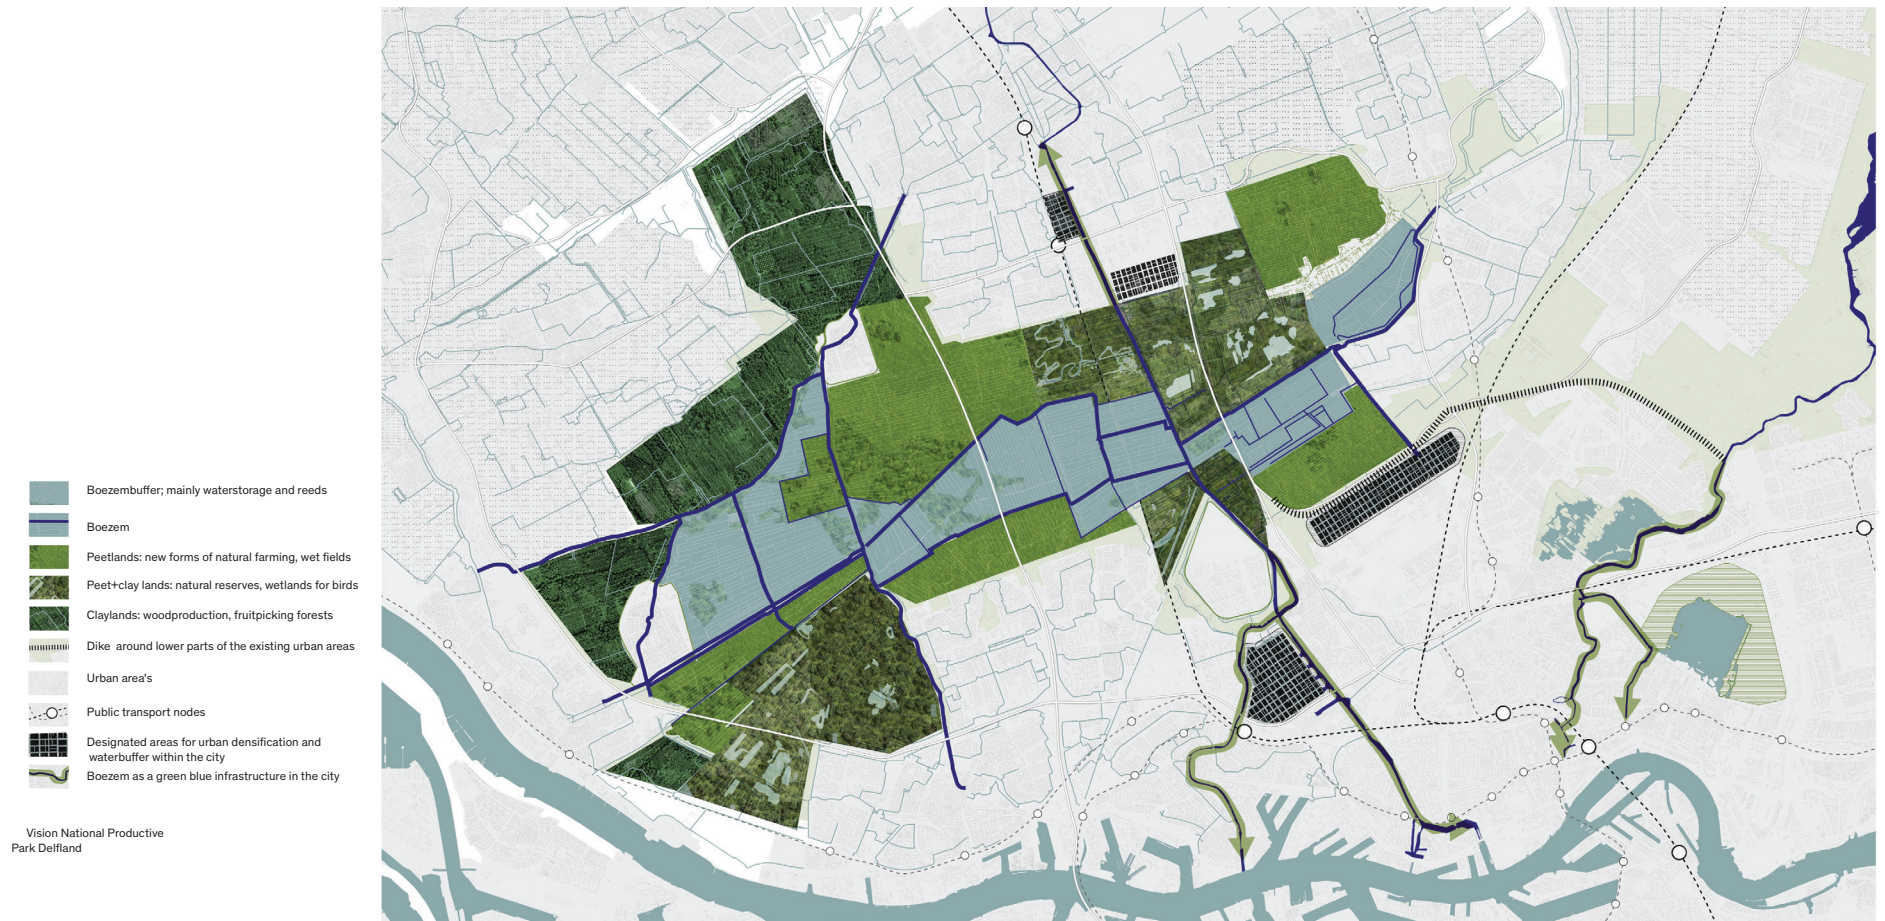 Boezembuffer; mainly waterstorage and reeds
Boezem
Peetlands: new forms of natural farming, wet fields
Peet+clay lands: natural reserves, wetlands for birds
Claylands: woodproduction, fruitpicking forests
Dike around lower parts of the existing urban areas
Urban area's
Public transport nodes
Designated areas for urban densification and
waterbuffer within the city
Boezem as a green blue infrastructure in the city
Vision National Productive
Park Delfland